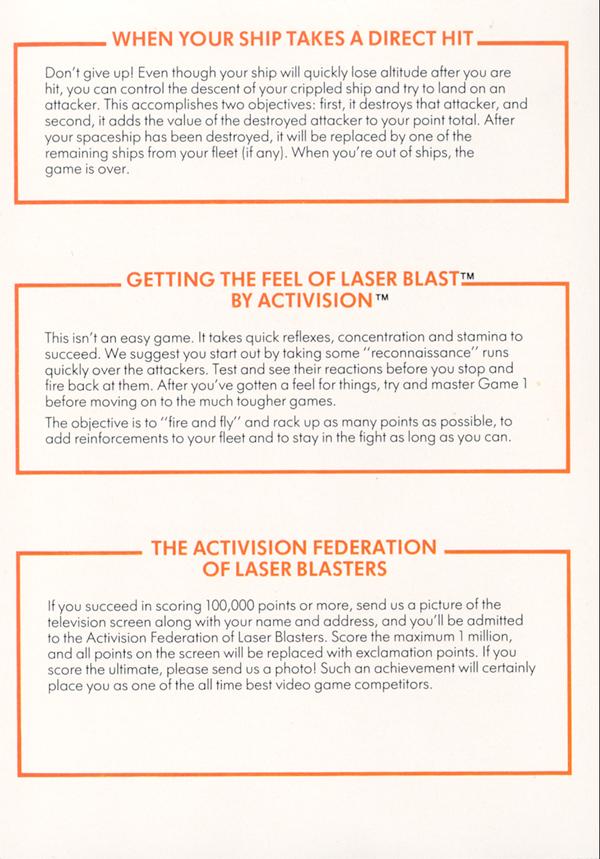 WHEN YOUR SHIP TAKES A DIRECT HIT
Don't give up! Even though your ship will quickly lose altitude after you are
hit, you can control the descent of your crippled ship and try to land on an
attacker. This accomplishes two objectives: first, it destroys that attacker, and
second, it adds the value of the destroyed attacker to your point total. After
your spaceship has been destroyed, it will be replaced by one of the
remaining ships from your fleet (if any). When you're out of ships, the
game is over.
GETTING THE FEEL OF LASER BLAST™
BY ACTIVISION™
This isn't an easy game. It takes quick reflexes, concentration and stamina to
succeed. We suggest you start out by taking some "reconnaissance" runs
quickly over the attackers. Test and see their reactions before you stop and
fire back at them. After you've gotten a feel for things, try and master Game 1
before moving on to the much tougher games.
The objective is to "fire and fly" and rack up as many points as possible, to
add reinforcements to your fleet and to stay in the fight as long as you can.
THE ACTIVISION FEDERATION
OF LASER BLASTERS
If you succeed in scoring 100,000 points or more, send us a picture of the
television screen along with your name and address, and you'll be admitted
to the Activision Federation of Laser Blasters. Score the maximum 1 million,
and all points on the screen will be replaced with exclamation points. If you
score the ultimate, please send us a photo! Such an achievement will certainly
place you as one of the all time best video game competitors.